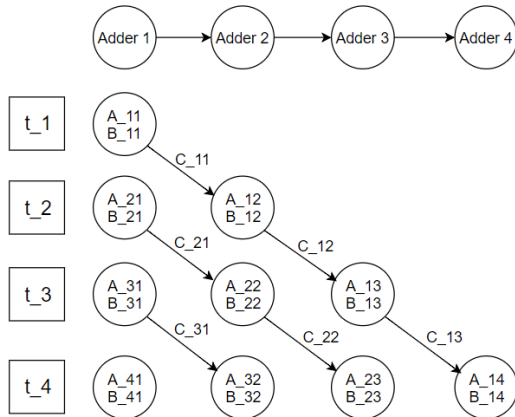 Adder 1
Adder 2
Adder 3
Adder 4
t_1
A_11
B_11
C_11
t_2
A_21
B_21
A_12
B_12
C_21
C_12
t_3
A_31
B_31
A_22
B_22
A_13
B_13
C_31
C_22
C_13
t_4
A_41
B_41
A_32
B_32
A_23
B_23
A_14
B_14